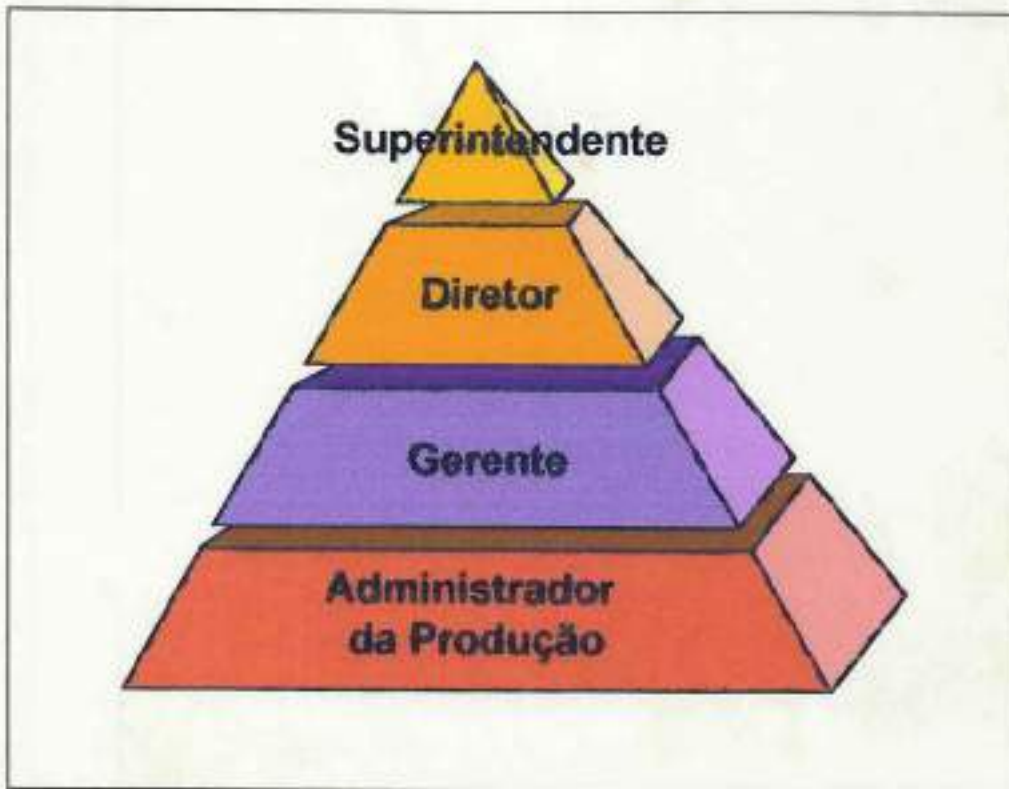 Superintendente
Diretor
Gerente
Administrador
da Produção